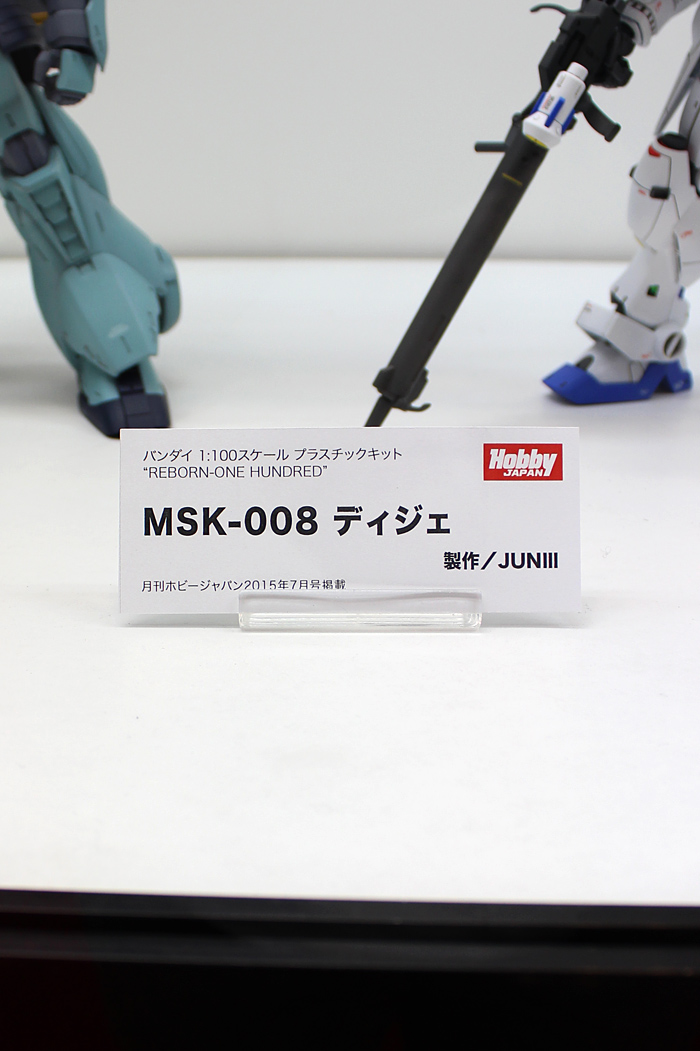 バンダイ 1:100スケール プラスチックキット
“REBORN-ONE HUNDRED”
Hobby
JAPAN
MSK-008 ディジェ
製作／JUNIII
月刊ホビージャパン2015年7月号掲載